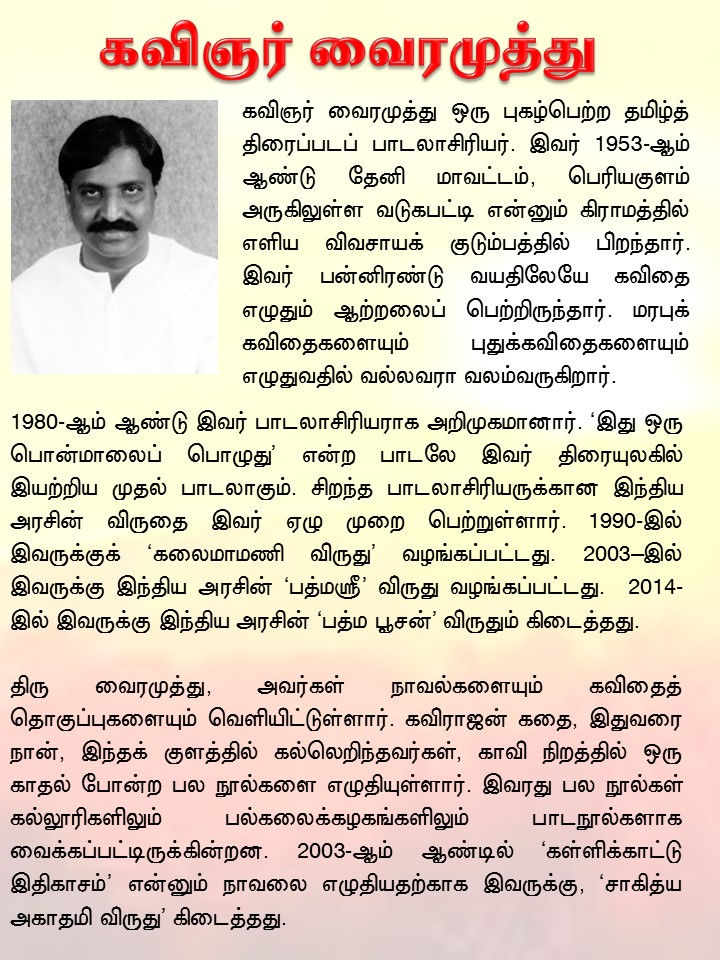 கவிஞர் வைரமுத்து
கவிஞர் வைரமுத்து ஒரு புகழ்பெற்ற தமிழ்த்
திரைப்படப் பாடலாசிரியர். இவர் 1953-ஆம்
ஆண்டு தேனி மாவட்டம், பெரியகுளம்
அருகிலுள்ள வடுகபட்டி என்னும் கிராமத்தில்
எளிய விவசாயக் குடும்பத்தில் பிறந்தார்.
இவர் பன்னிரண்டு வயதிலேயே கவிதை
எழுதும் ஆற்றலைப் பெற்றிருந்தார். மரபுக்
கவிதைகளையும் புதுக்கவிதைகளையும்
எழுதுவதில் வல்லவரா வலம்வருகிறார்.
1980-ஆம் ஆண்டு இவர் பாடலாசிரியராக அறிமுகமானார். ‘இது ஒரு
பொன்மாலைப் பொழுது’ என்ற பாடலே இவர் திரையுலகில்
இயற்றிய முதல் பாடலாகும். சிறந்த பாடலாசிரியருக்கான இந்திய
அரசின் விருதை இவர் ஏழு முறை பெற்றுள்ளார். 1990-இல்
இவருக்குக் ‘கலைமாமணி விருது’ வழங்கப்பட்டது. 2003–இல்
இவருக்கு இந்திய அரசின் ‘பத்மஸ்ரீ’ விருது வழங்கப்பட்டது. 2014-
இல் இவருக்கு இந்திய அரசின் ‘பத்ம பூசன்’ விருதும் கிடைத்தது.
திரு வைரமுத்து, அவர்கள் நாவல்களையும் கவிதைத்
தொகுப்புகளையும் வெளியிட்டுள்ளார். கவிராஜன் கதை, இதுவரை
நான், இந்தக் குளத்தில் கல்லெறிந்தவர்கள், காவி நிறத்தில் ஒரு
காதல் போன்ற பல நூல்களை எழுதியுள்ளார். இவரது பல நூல்கள்
கல்லூரிகளிலும் பல்கலைக்கழகங்களிலும் பாடநூல்களாக
வைக்கப்பட்டிருக்கின்றன. 2003-ஆம் ஆண்டில் ‘கள்ளிக்காட்டு
இதிகாசம்’ என்னும் நாவலை எழுதியதற்காக இவருக்கு, ‘சாகித்ய
அகாதமி விருது’ கிடைத்தது.